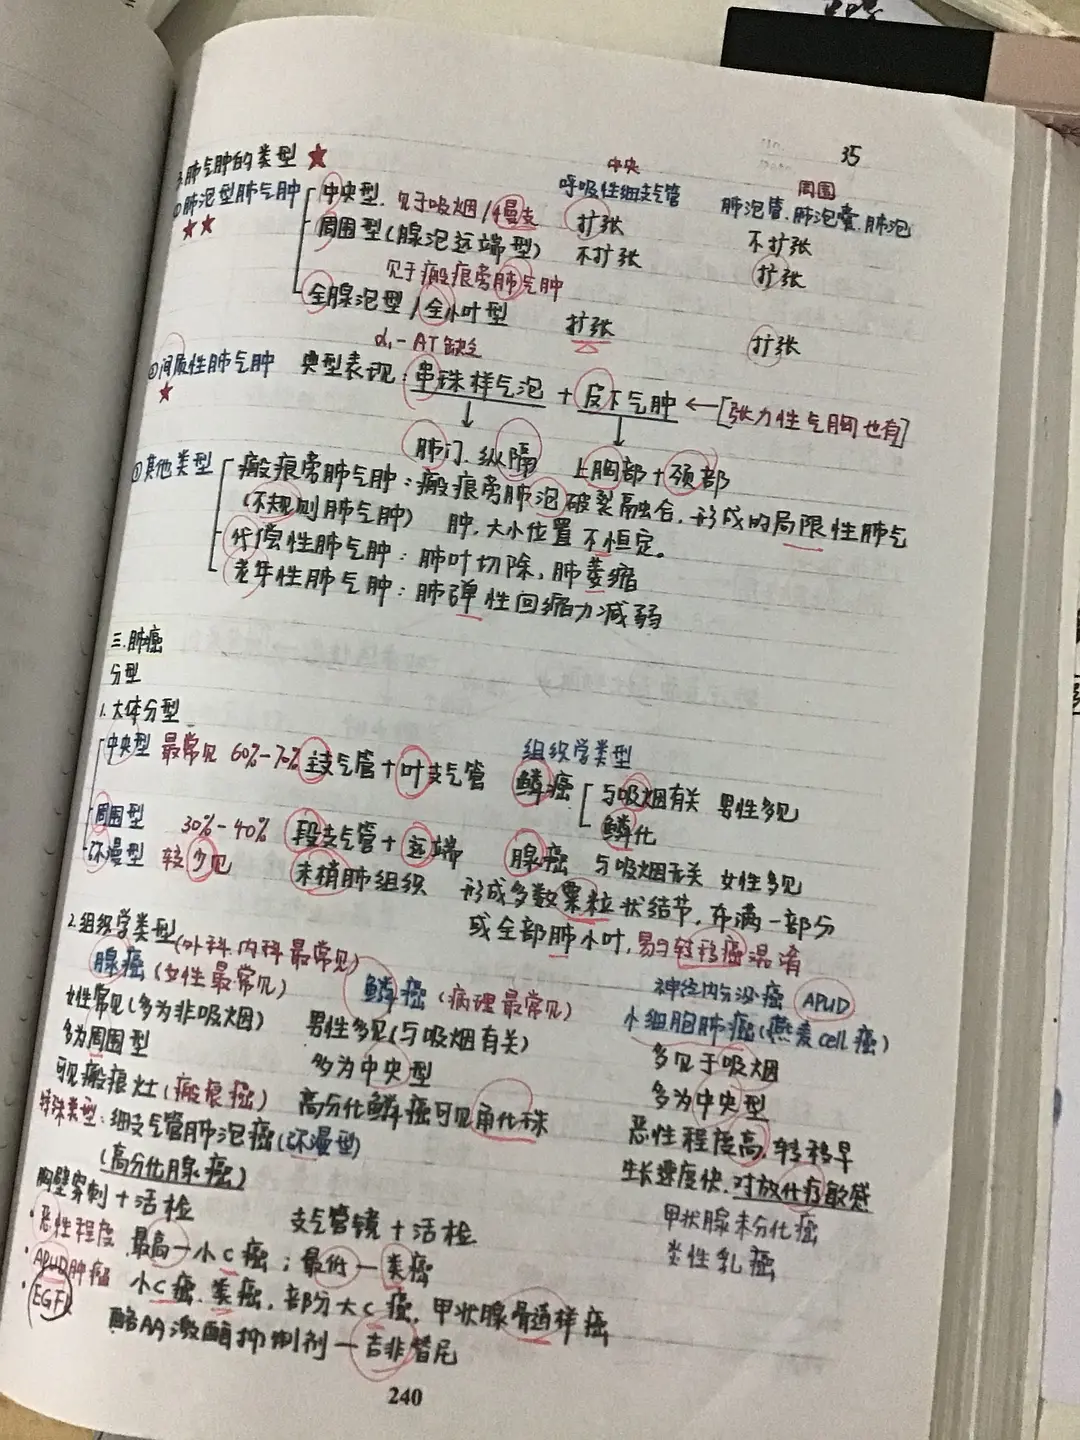 35
3.肺气肿的类型 ★
中央
周围
①肺泡型肺气肿 中央型. 见于吸烟/慢支
呼吸性细支气管
肺泡管.肺泡囊.肺泡
★★
扩张
不扩张
周围型(腺泡远端型)
不扩张
扩张
见于瘢痕旁肺气肿
全腺泡型/全小叶型
扩张
扩张
α₁-AT缺乏
②间质性肺气肿 典型表现:串珠样气泡 + 皮下气肿 ←[张力性气胸也有]
★
↓ ↓
肺门.纵隔 上胸部+颈部
③其他类型 瘢痕旁肺气肿:瘢痕旁肺泡破裂融合,形成的局限性肺气
(不规则肺气肿) 肿,大小位置不恒定。
代偿性肺气肿:肺叶切除,肺萎缩
老年性肺气肿:肺弹性回缩力减弱
三.肺癌
分型
1.大体分型
组织学类型
中央型 最常见 60%-70% 主支气管+叶支气管 鳞癌 与吸烟有关 男性多见
鳞化
周围型 30%-40% 段支气管+远端 腺癌 与吸烟无关 女性多见
弥漫型 较少见 末梢肺组织 形成多数粟粒状结节,布满一部分
或全部肺小叶,易与转移癌混淆
2.组织学类型(外科.内科最常见)
腺癌(女性最常见) 鳞癌(病理最常见) 神经内分泌癌 APUD
小细胞肺癌(燕麦cell癌)
女性常见(多为非吸烟) 男性多见(与吸烟有关) 多见于吸烟
多为周围型 多为中央型 多为中央型
可见瘢痕灶(瘢痕癌) 高分化鳞癌可见角化珠 恶性程度高,转移早
特殊类型:细支气管肺泡癌(弥漫型)
(高分化腺癌)
生长速度快.对放化疗敏感
胸壁穿刺+活检 支气管镜+活检 甲状腺未分化癌
炎性乳癌
·恶性程度 最高—小C癌;最低—类癌
·APUD肿瘤 小C癌.类癌,部分大C癌,甲状腺髓样癌
·EGFR 酪AA激酶抑制剂—吉非替尼
240